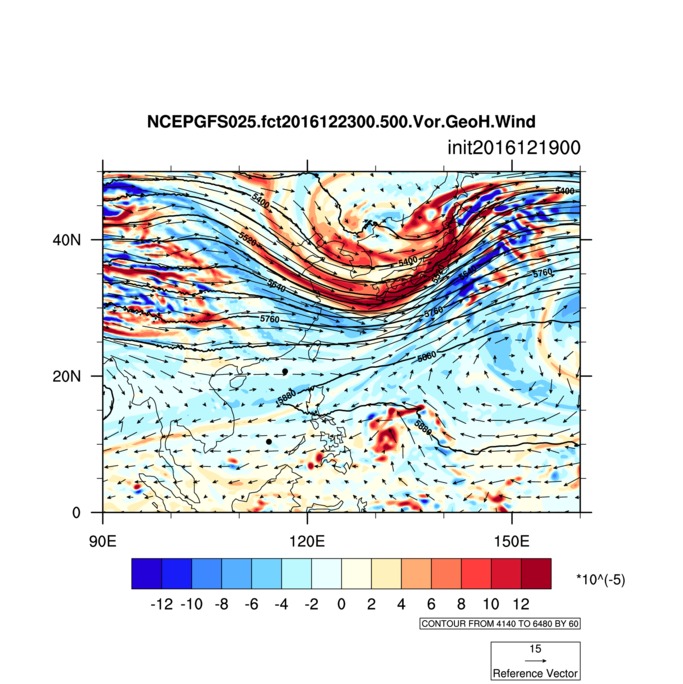 NCEPGFS025.fct2016122300.500.Vor.GeoH.Wind
init2016121900
5400
5400
40N
5520
5400
5760
5640
5760
5760
5860
20N
5880
5880
0
90E 120E 150E
-12 -10 -8 -6 -4 -2 0 2 4 6 8 10 12
*10^(-5)
CONTOUR FROM 4140 TO 6480 BY 60
15
Reference Vector